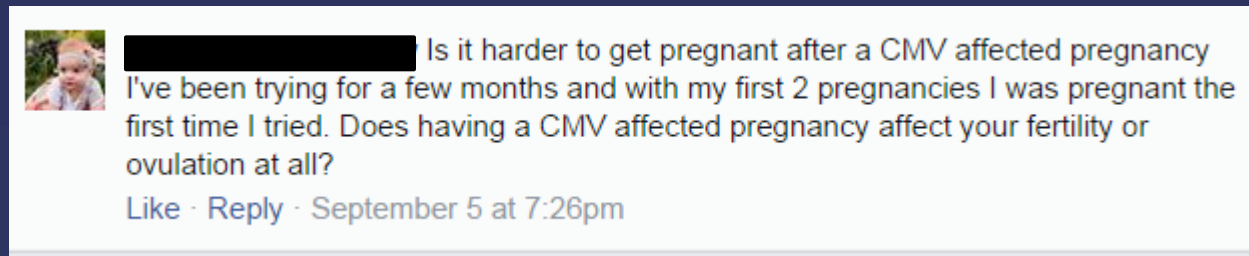 Is it harder to get pregnant after a CMV affected pregnancy
I've been trying for a few months and with my first 2 pregnancies I was pregnant the
first time I tried. Does having a CMV affected pregnancy affect your fertility or
ovulation at all?
Like · Reply · September 5 at 7:26pm